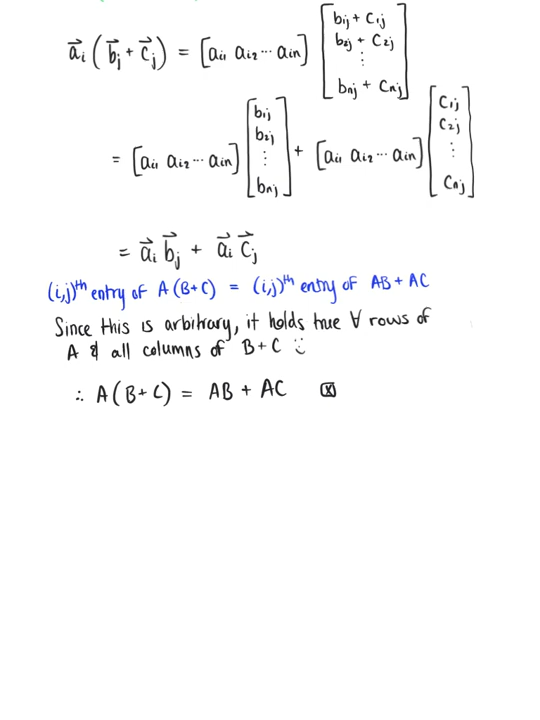 a⃗ᵢ (b⃗ⱼ + c⃗ⱼ) = [aᵢ₁ aᵢ₂ ⋯ aᵢₙ] [b₁ⱼ + c₁ⱼ ; b₂ⱼ + c₂ⱼ ; ⋮ ; bₙⱼ + cₙⱼ]
= [aᵢ₁ aᵢ₂ ⋯ aᵢₙ] [b₁ⱼ ; b₂ⱼ ; ⋮ ; bₙⱼ] + [aᵢ₁ aᵢ₂ ⋯ aᵢₙ] [c₁ⱼ ; c₂ⱼ ; ⋮ ; cₙⱼ]
= a⃗ᵢ b⃗ⱼ + a⃗ᵢ c⃗ⱼ
(i,j)ᵗʰ entry of A (B+C) = (i,j)ᵗʰ entry of AB + AC
Since this is arbitrary, it holds true ∀ rows of
A & all columns of B+C
∴ A(B+C) = AB + AC